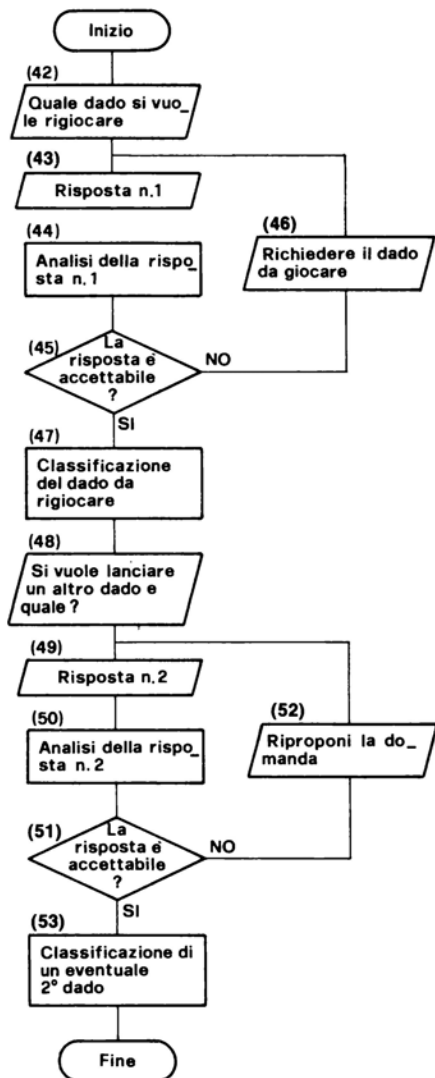 Inizio
(42)
Quale dado si vuo_
le rigiocare
(43)
Risposta n.1
(44)
Analisi della rispo_
sta n.1
(46)
Richiedere il dado
da giocare
(45)
La
risposta è
accettabile
?
NO
SI
(47)
Classificazione
del dado da
rigiocare
(48)
Si vuole lanciare
un altro dado e
quale ?
(49)
Risposta n.2
(50)
Analisi della rispo_
sta n.2
(52)
Riproponi la do_
manda
(51)
La
risposta è
accettabile
?
NO
SI
(53)
Classificazione di
un eventuale
2° dado
Fine